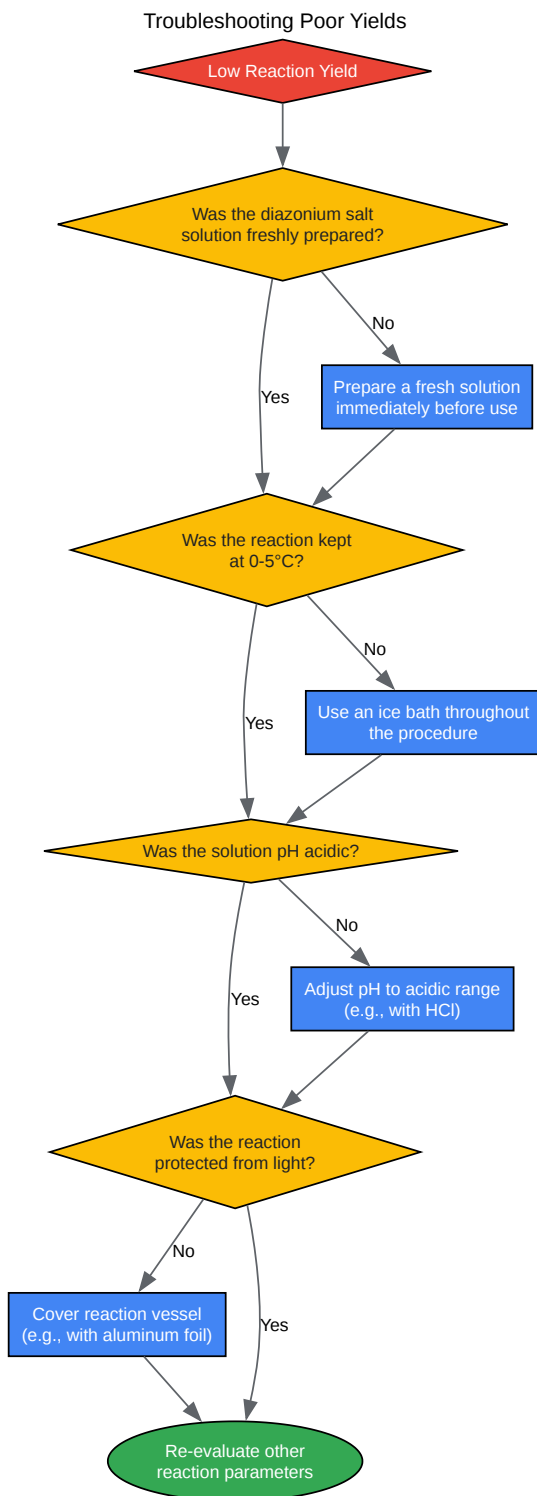 Troubleshooting Poor Yields
Low Reaction Yield
Was the diazonium salt
solution freshly prepared?
No
Prepare a fresh solution
immediately before use
Yes
Was the reaction kept
at 0-5°C?
No
Use an ice bath throughout
the procedure
Yes
Was the solution pH acidic?
No
Adjust pH to acidic range
(e.g., with HCl)
Yes
Was the reaction
protected from light?
No
Cover reaction vessel
(e.g., with aluminum foil)
Yes
Re-evaluate other
reaction parameters